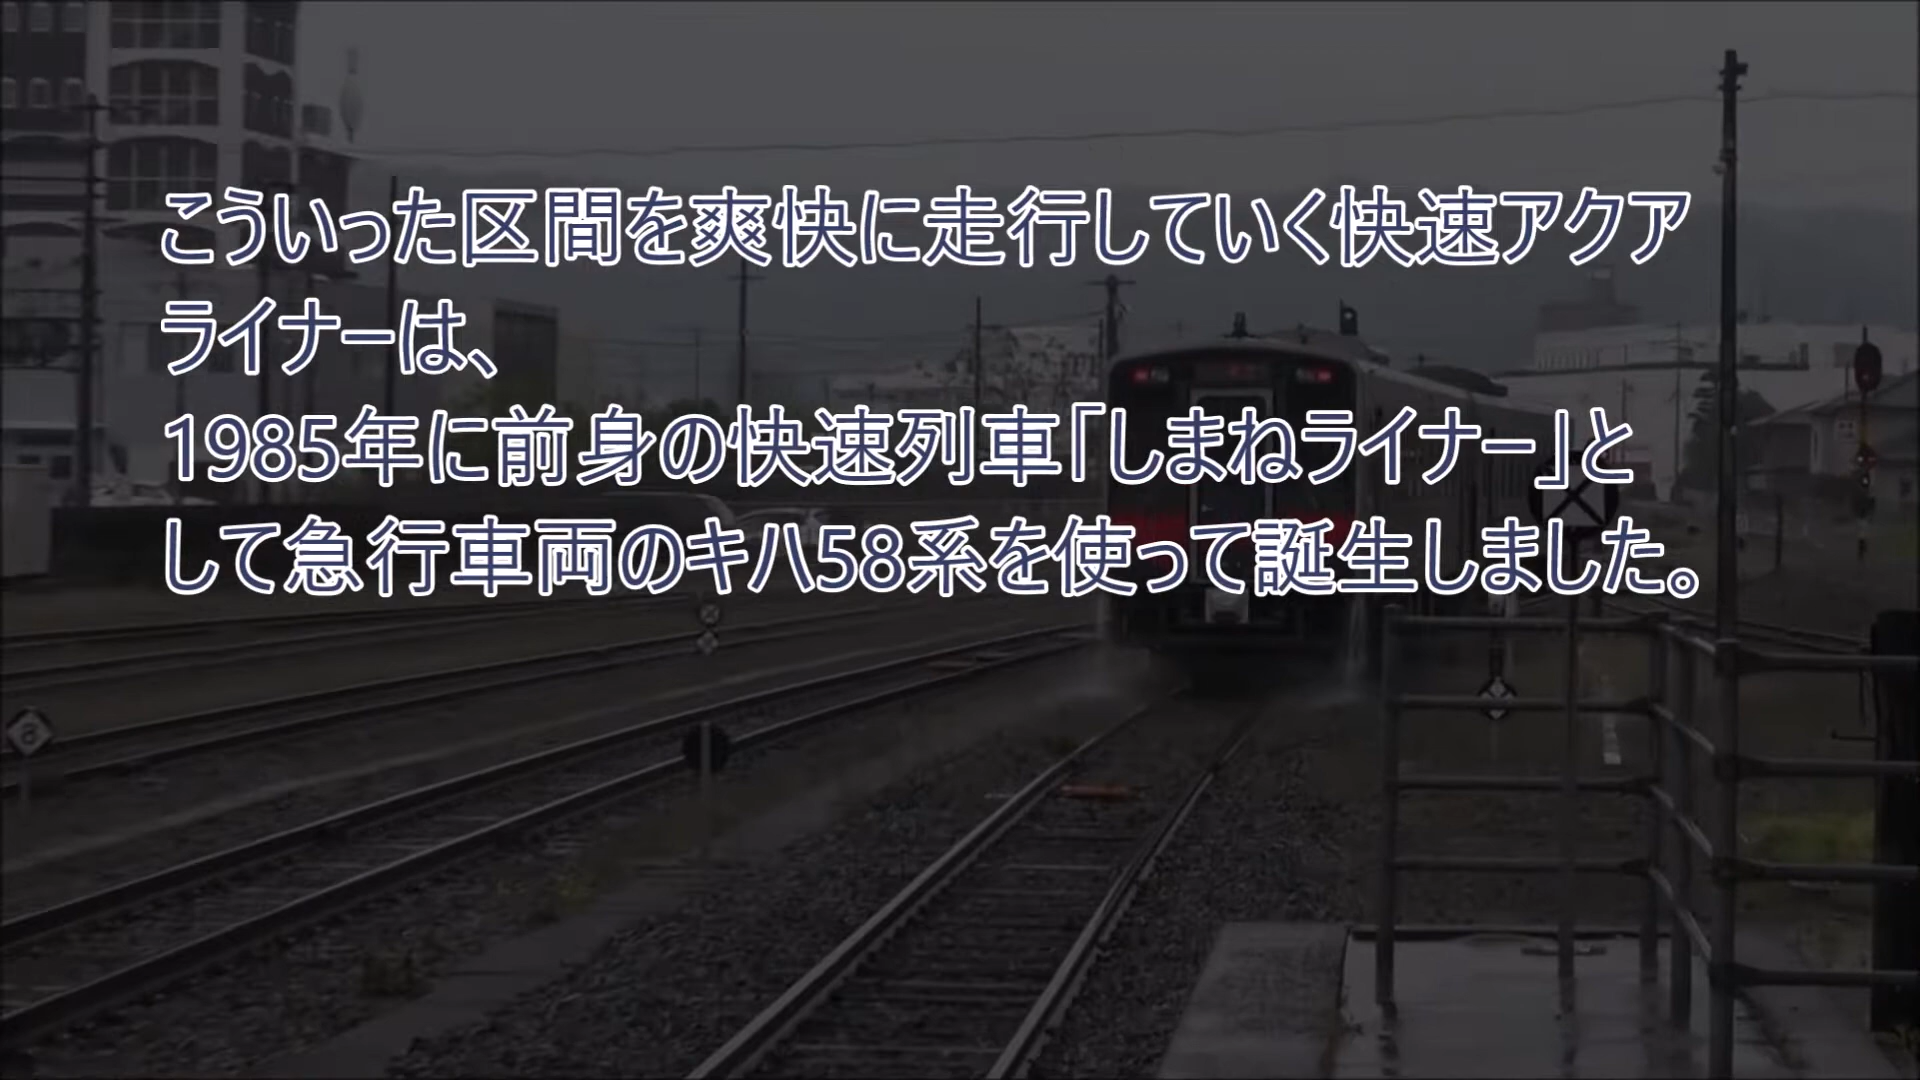 こういった区間を爽快に走行していく快速アクア
ライナーは、
1985年に前身の快速列車「しまねライナー」と
して急行車両のキハ58系を使って誕生しました。